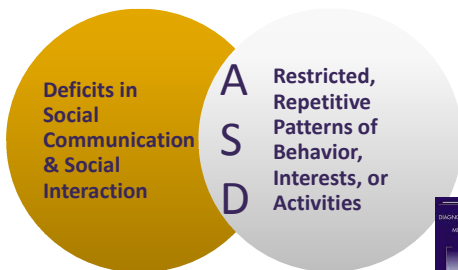 Deficits in
Social
Communication
& Social
Interaction
A
S
D
Restricted,
Repetitive
Patterns of
Behavior,
Interests, or
Activities